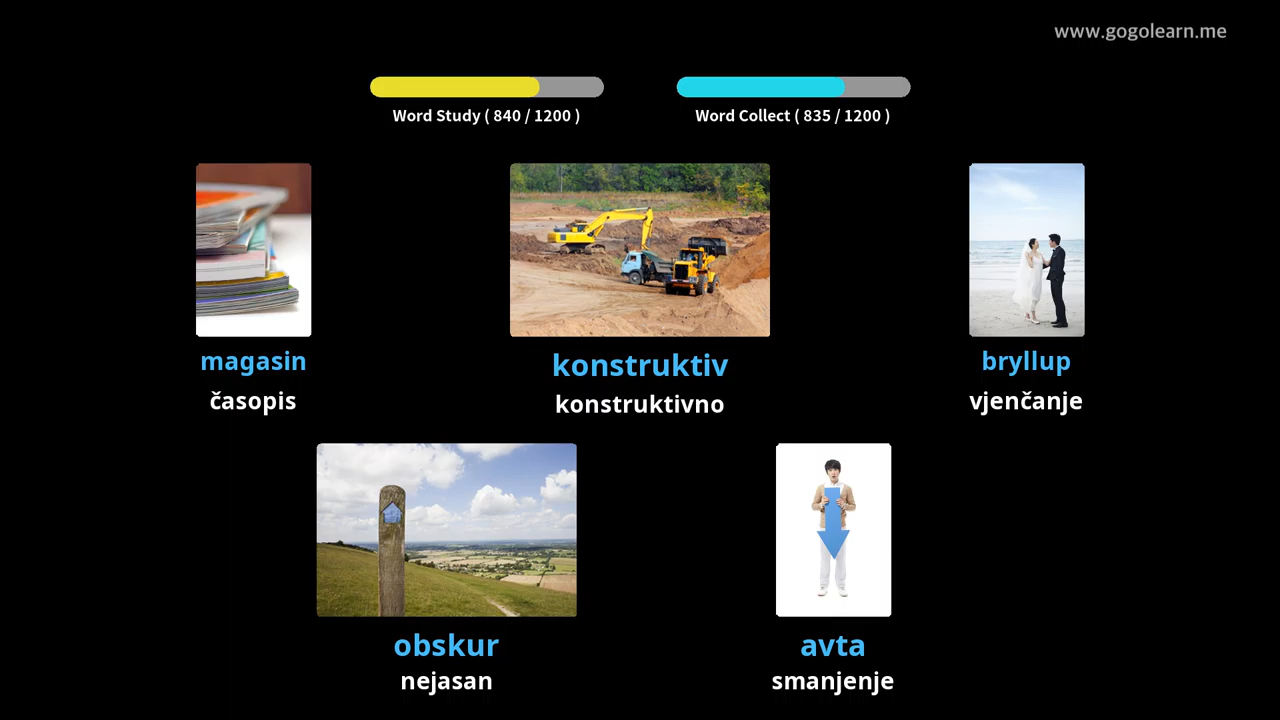 www.gogolearn.me
Word Study ( 840 / 1200 )
Word Collect ( 835 / 1200 )
magasin
časopis
konstruktiv
konstruktivno
bryllup
vjenčanje
obskur
nejasan
avta
smanjenje